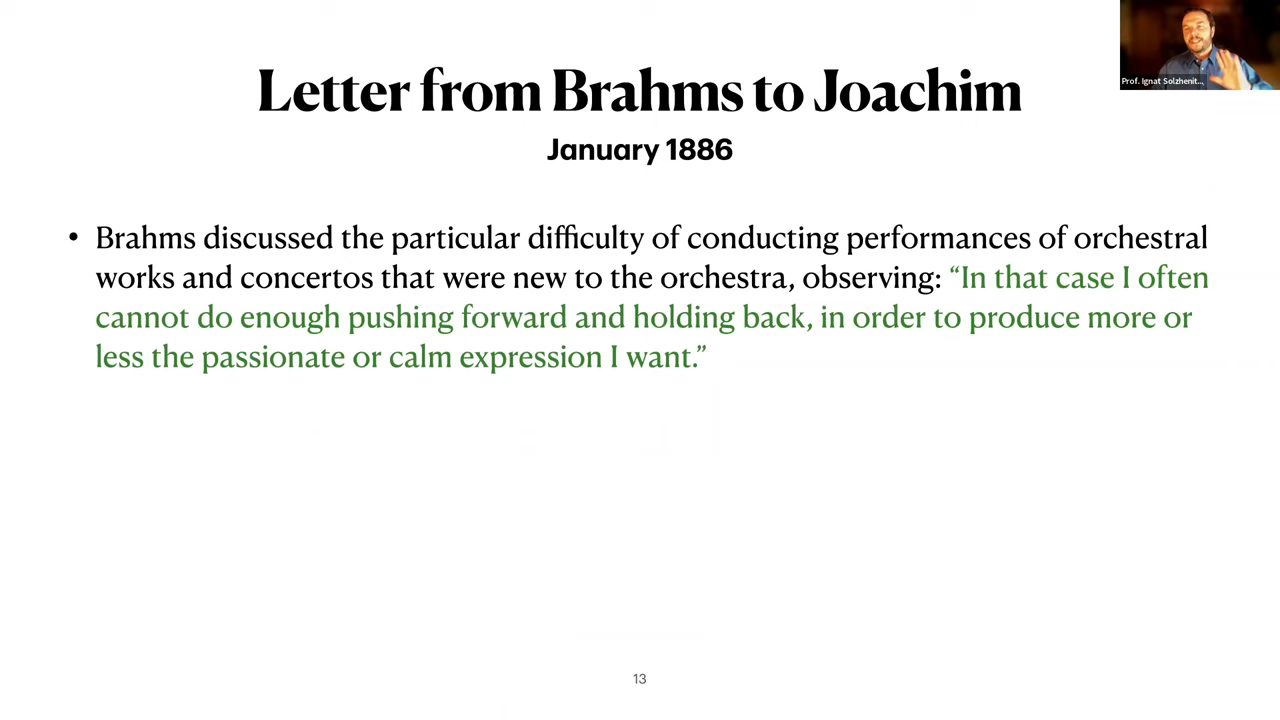 Prof. Ignat Solzhenit...
Letter from Brahms to Joachim
January 1886
• Brahms discussed the particular difficulty of conducting performances of orchestral
works and concertos that were new to the orchestra, observing: “In that case I often
cannot do enough pushing forward and holding back, in order to produce more or
less the passionate or calm expression I want.”
13